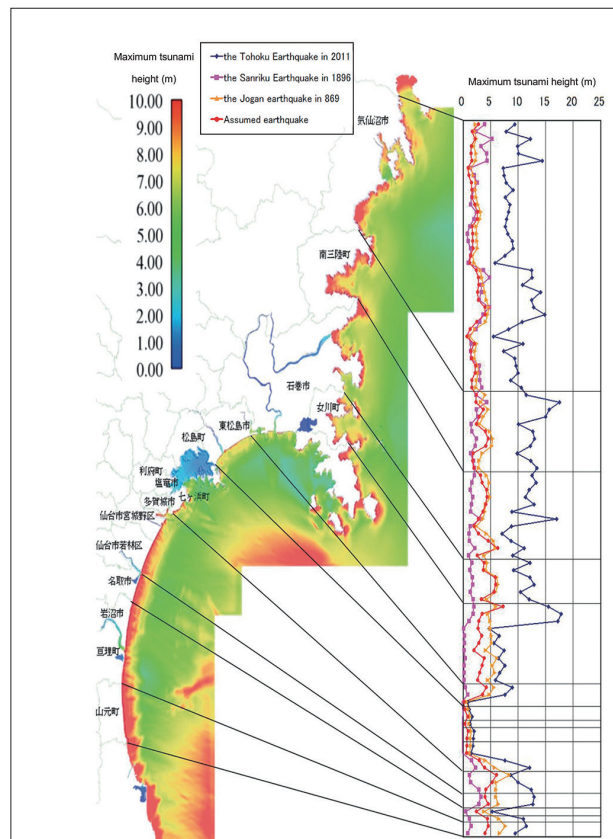 Maximum tsunami
height (m)
10.00
9.00
8.00
7.00
6.00
5.00
4.00
3.00
2.00
1.00
0.00
the Tohoku Earthquake in 2011
the Sanriku Earthquake in 1896
the Jogan earthquake in 869
Assumed earthquake
Maximum tsunami height (m)
0 5 10 15 20 25
気仙沼市
南三陸町
石巻市
女川町
東松島市
松島町
利府町
塩竈市
七ヶ浜町
多賀城市
仙台市宮城野区
仙台市若林区
名取市
岩沼市
亘理町
山元町